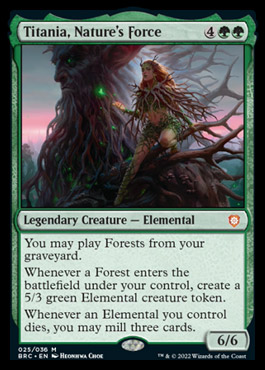 Titania, Nature's Force 4
Legendary Creature — Elemental
You may play Forests from your
graveyard.
Whenever a Forest enters the
battlefield under your control, create a
5/3 green Elemental creature token.
Whenever an Elemental you control
dies, you may mill three cards.
6/6
025/036 M
BRC • EN HEONHWA CHOE
™ & © 2022 Wizards of the Coast